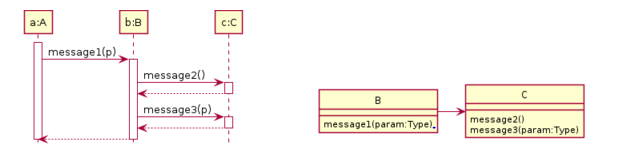 a:A
b:B
c:C
message1(p)
message2()
message3(p)
B
message1(param:Type)
C
message2()
message3(param:Type)